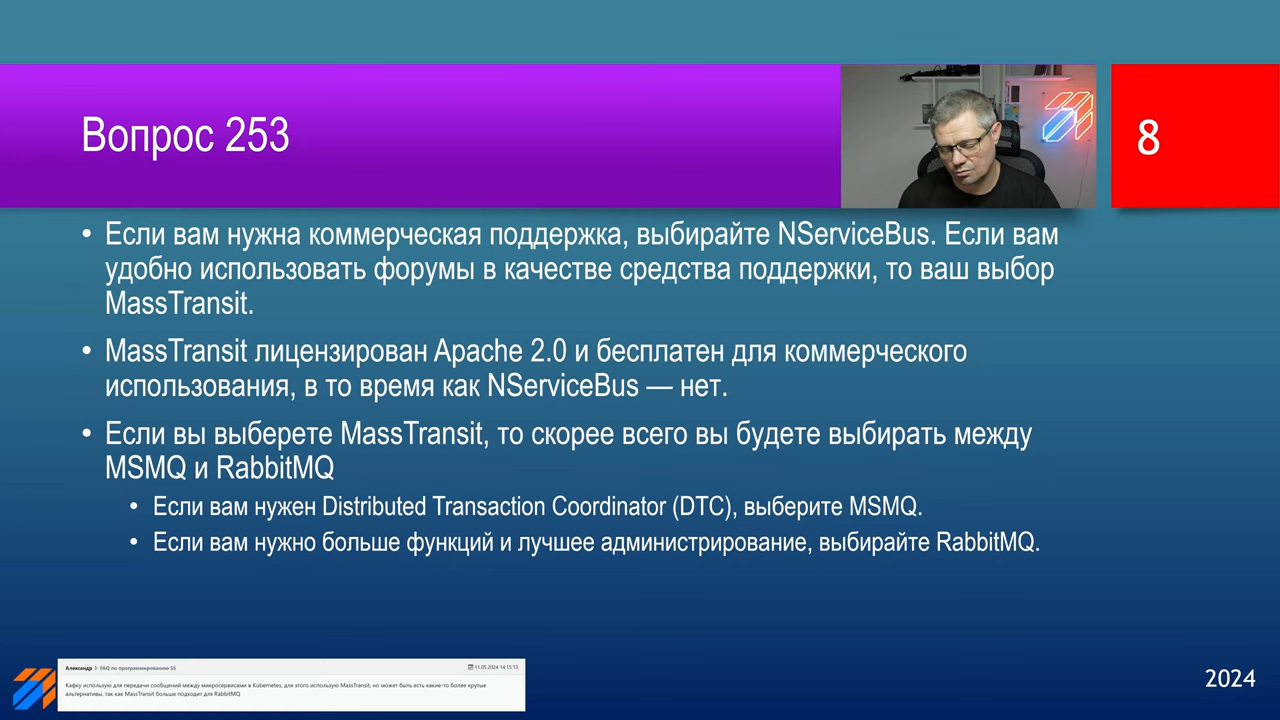 Вопрос 253
8
• Если вам нужна коммерческая поддержка, выбирайте NServiceBus. Если вам
удобно использовать форумы в качестве средства поддержки, то ваш выбор
MassTransit.
• MassTransit лицензирован Apache 2.0 и бесплатен для коммерческого
использования, в то время как NServiceBus — нет.
• Если вы выберете MassTransit, то скорее всего вы будете выбирать между
MSMQ и RabbitMQ
• Если вам нужен Distributed Transaction Coordinator (DTC), выберите MSMQ.
• Если вам нужно больше функций и лучшее администрирование, выбирайте RabbitMQ.
Александр FAQ по программированию 55 11.05.2024 14:15:13
Кафку использую для передачи сообщений между микросервисами в Kubernetes, для этого использую MassTransit, но может быть есть какие-то более крутые
альтернативы, так как MassTransit больше подходит для RabbitMQ
2024